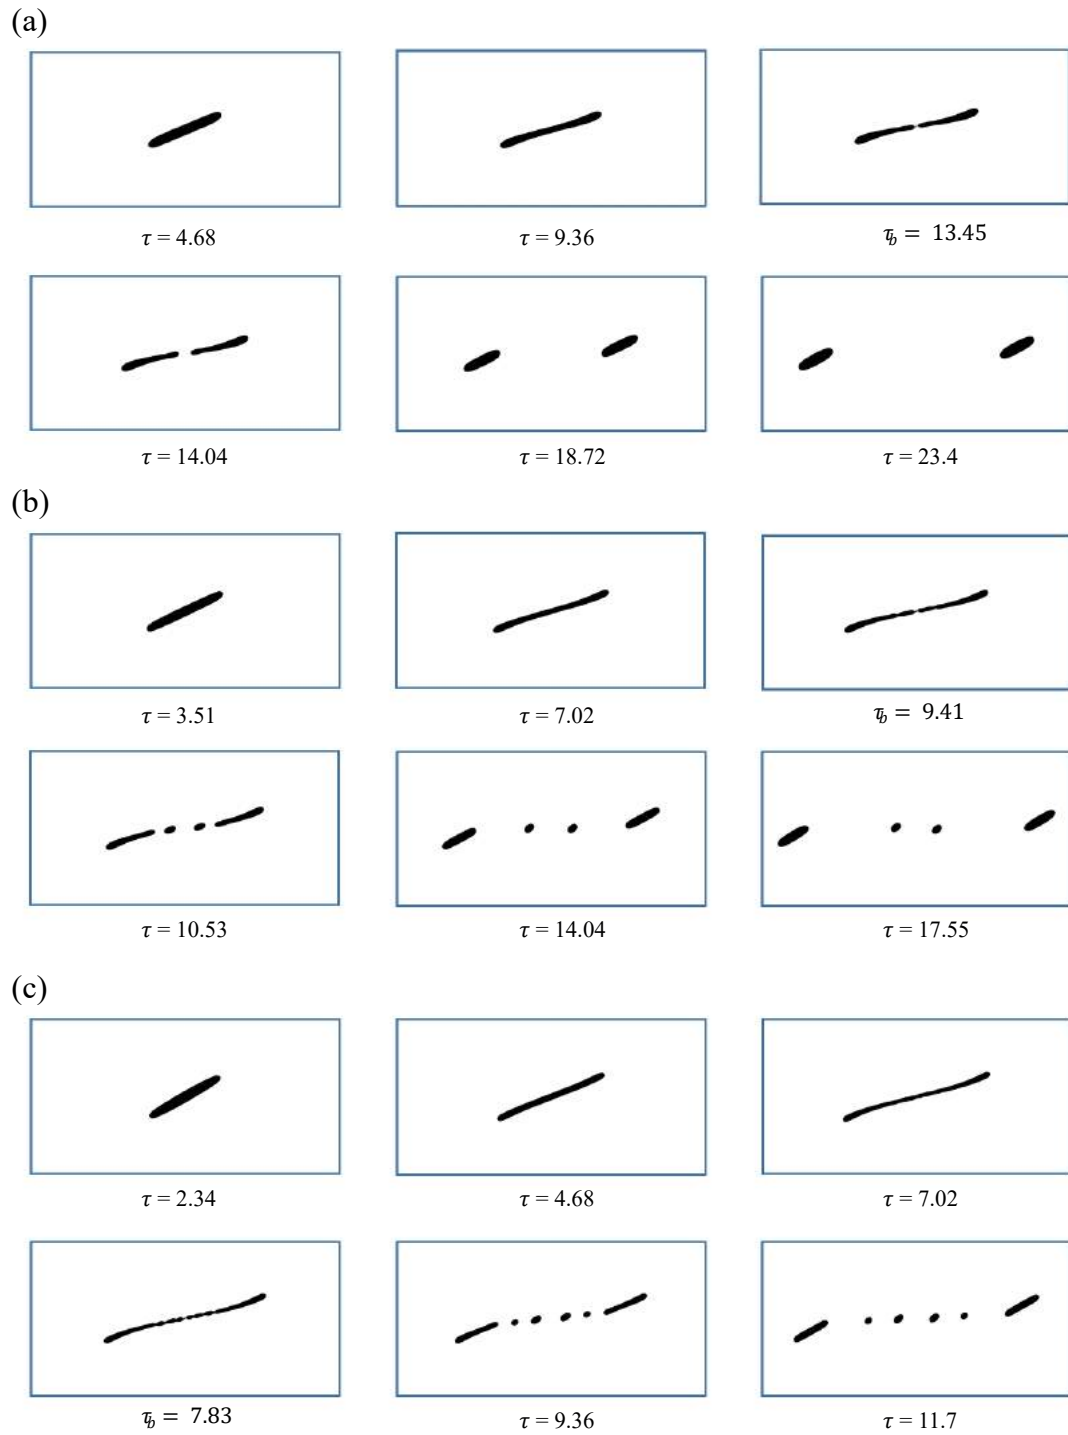 (a)
τ = 4.68 τ = 9.36 τb = 13.45
τ = 14.04 τ = 18.72 τ = 23.4
(b)
τ = 3.51 τ = 7.02 τb = 9.41
τ = 10.53 τ = 14.04 τ = 17.55
(c)
τ = 2.34 τ = 4.68 τ = 7.02
τb = 7.83 τ = 9.36 τ = 11.7